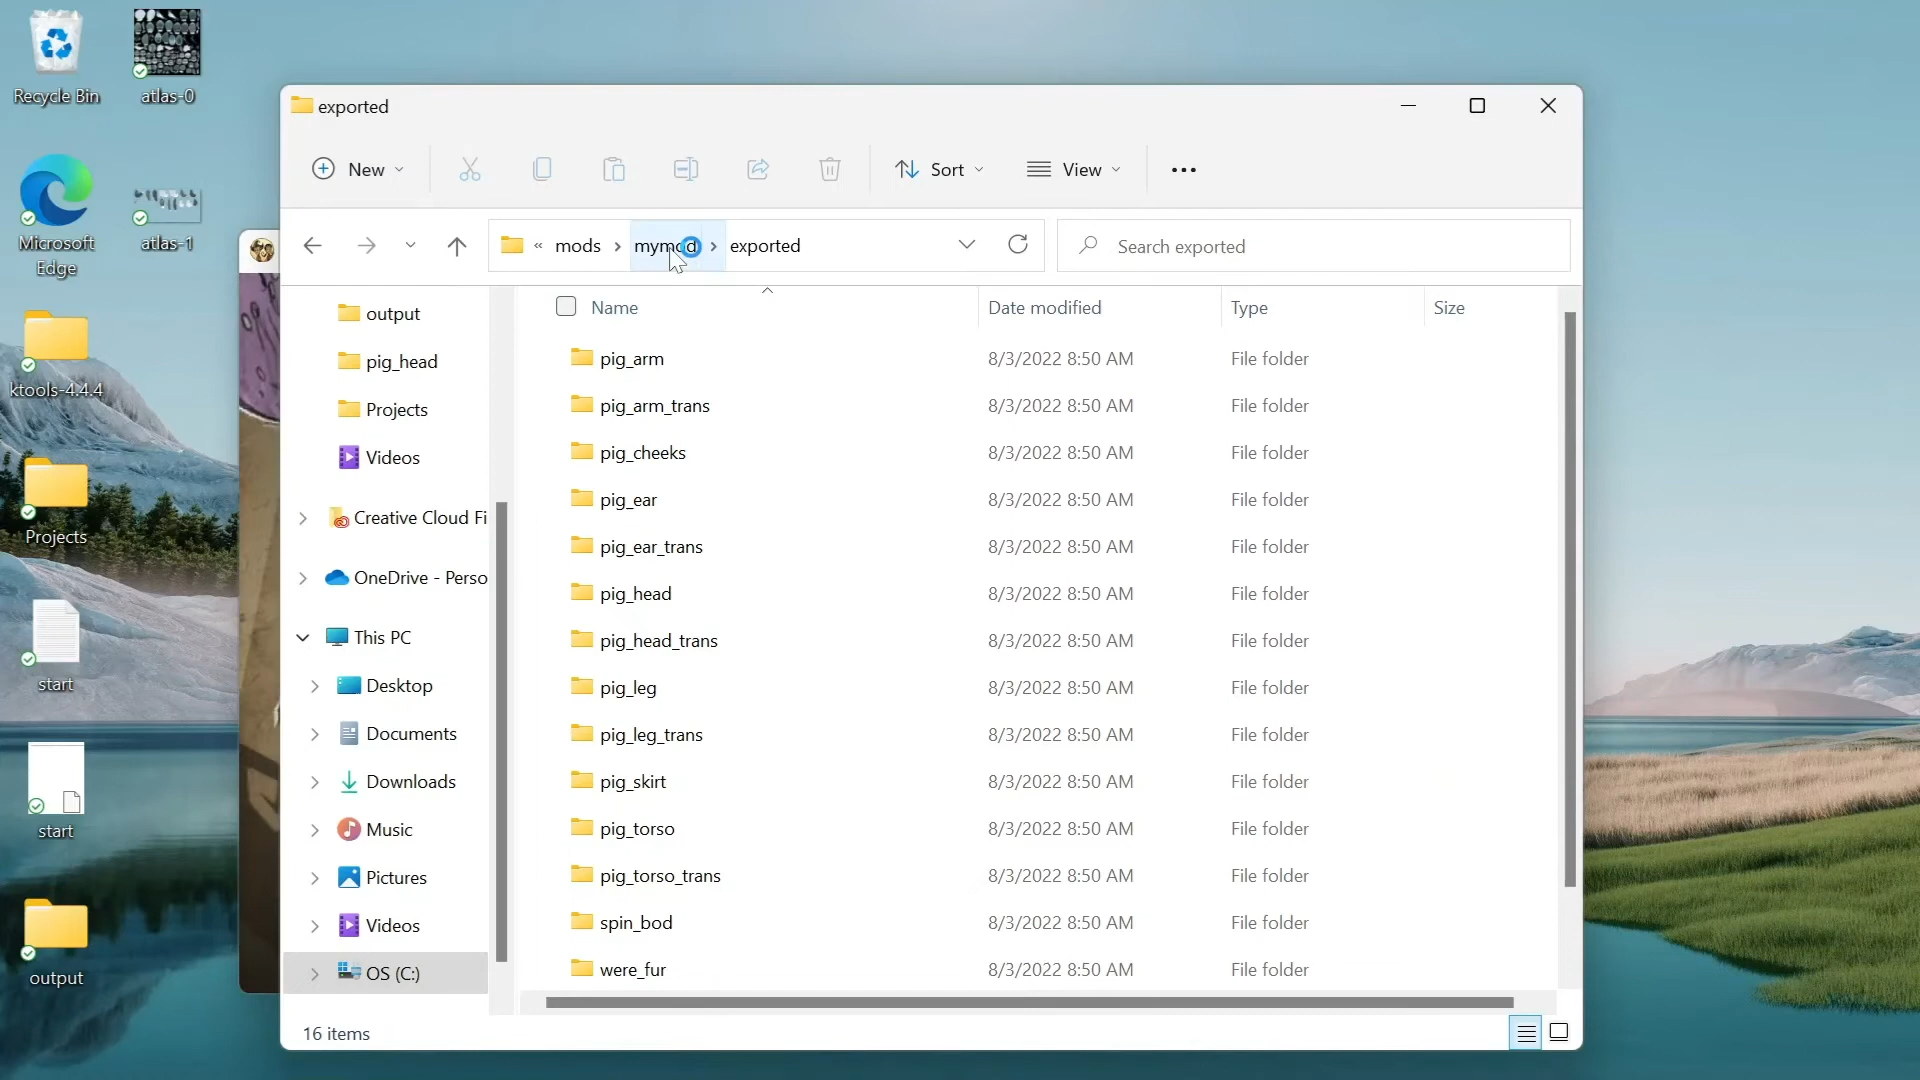 Recycle Bin
atlas-0
Microsoft
Edge
atlas-1
ktools-4.4.4
Projects
start
start
output
exported
New
Sort
View
« mods > mymod > exported
Search exported
output
pig_head
Projects
Videos
Creative Cloud Fi
OneDrive - Perso
This PC
Desktop
Documents
Downloads
Music
Pictures
Videos
OS (C:)
Name Date modified Type Size
pig_arm 8/3/2022 8:50 AM File folder
pig_arm_trans 8/3/2022 8:50 AM File folder
pig_cheeks 8/3/2022 8:50 AM File folder
pig_ear 8/3/2022 8:50 AM File folder
pig_ear_trans 8/3/2022 8:50 AM File folder
pig_head 8/3/2022 8:50 AM File folder
pig_head_trans 8/3/2022 8:50 AM File folder
pig_leg 8/3/2022 8:50 AM File folder
pig_leg_trans 8/3/2022 8:50 AM File folder
pig_skirt 8/3/2022 8:50 AM File folder
pig_torso 8/3/2022 8:50 AM File folder
pig_torso_trans 8/3/2022 8:50 AM File folder
spin_bod 8/3/2022 8:50 AM File folder
were_fur 8/3/2022 8:50 AM File folder
16 items